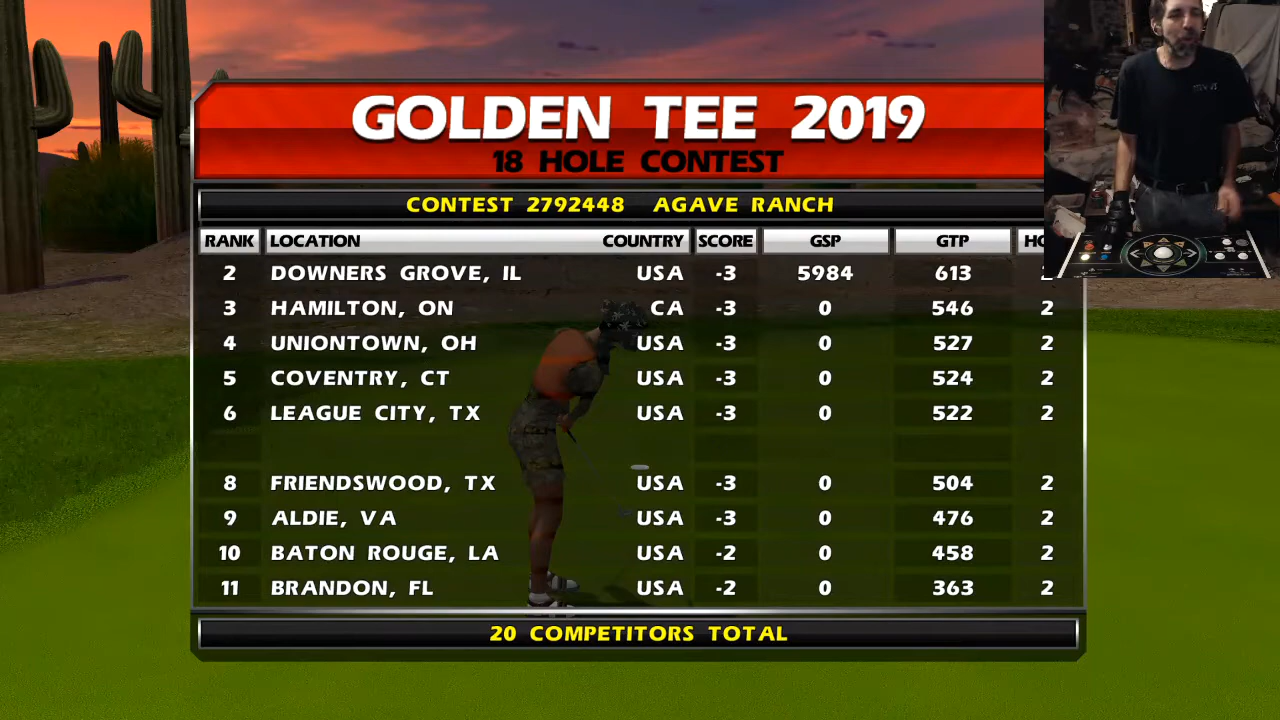 GOLDEN TEE 2019
18 HOLE CONTEST
CONTEST 2792448 AGAVE RANCH
RANK LOCATION COUNTRY SCORE GSP GTP
2 DOWNERS GROVE, IL USA -3 5984 613
3 HAMILTON, ON CA -3 0 546 2
4 UNIONTOWN, OH USA -3 0 527 2
5 COVENTRY, CT USA -3 0 524 2
6 LEAGUE CITY, TX USA -3 0 522 2
8 FRIENDSWOOD, TX USA -3 0 504 2
9 ALDIE, VA USA -3 0 476 2
10 BATON ROUGE, LA USA -2 0 458 2
11 BRANDON, FL USA -2 0 363 2
20 COMPETITORS TOTAL